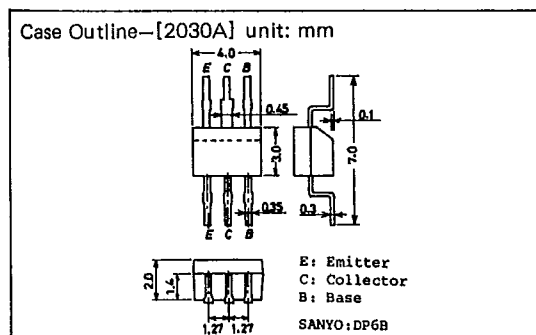 Case Outline—[2030A] unit: mm
4.0
E C B
0.45
0.1
3.0
7.0
0.35
0.3
E C B
2.0
1.4
1.27 1.27
E: Emitter
C: Collector
B: Base
SANYO:DP6B